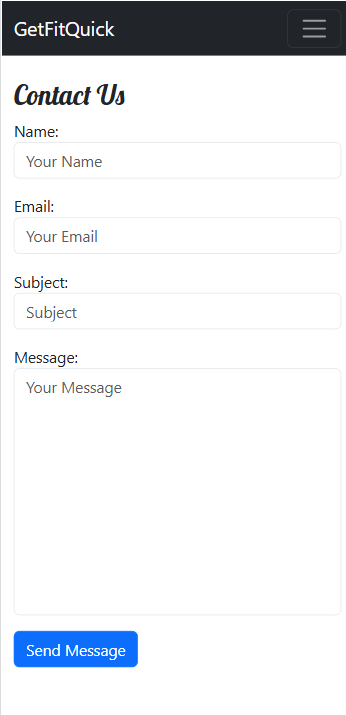 GetFitQuick
Contact Us
Name:
Your Name
Email:
Your Email
Subject:
Subject
Message:
Your Message
Send Message